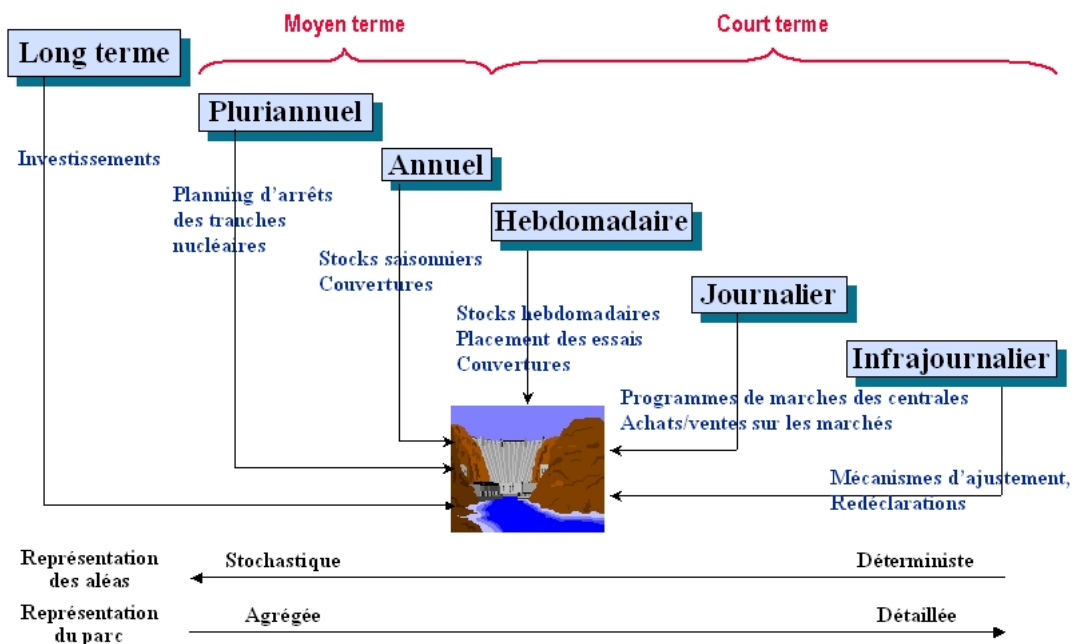 Moyen terme
Court terme
Long terme
Pluriannuel
Investissements
Annuel
Planning d’arrêts
des tranches
nucléaires
Hebdomadaire
Stocks saisonniers
Couvertures
Journalier
Stocks hebdomadaires
Placement des essais
Couvertures
Infrajournalier
Programmes de marches des centrales
Achats/ventes sur les marchés
Mécanismes d’ajustement,
Redéclarations
Représentation
des aléas
Stochastique
Déterministe
Représentation
du parc
Agrégée
Détaillée